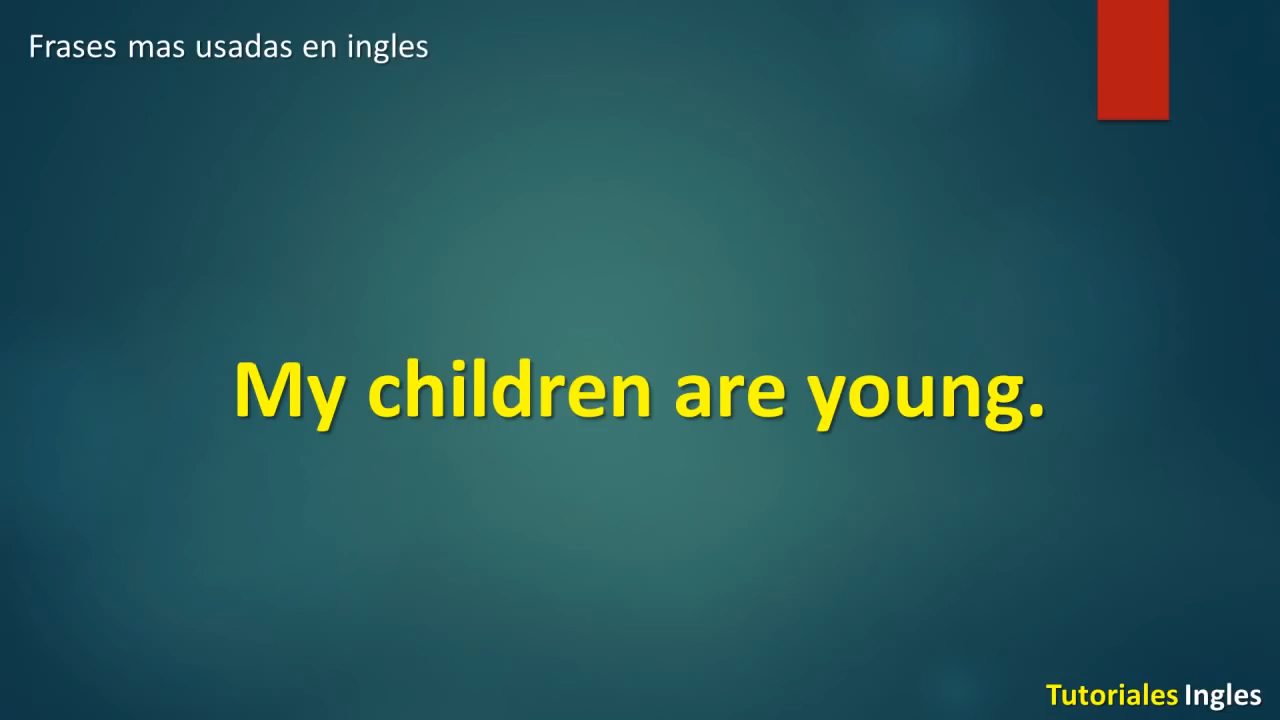 Frases mas usadas en ingles
My children are young.
Tutoriales Ingles